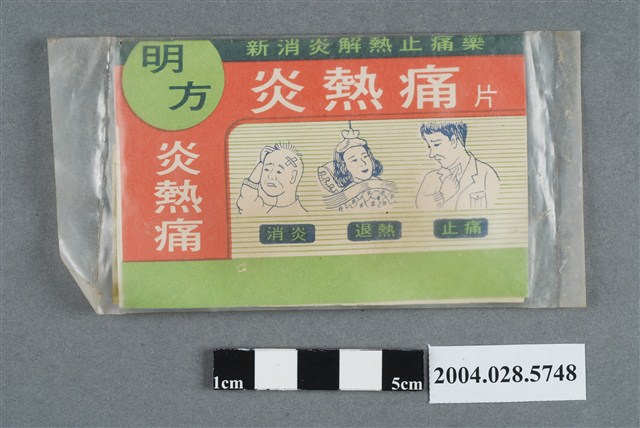 新消炎解熱止痛藥
明方
炎熱痛片
炎熱痛
消炎
退熱
止痛
1cm
5cm
2004.028.5748